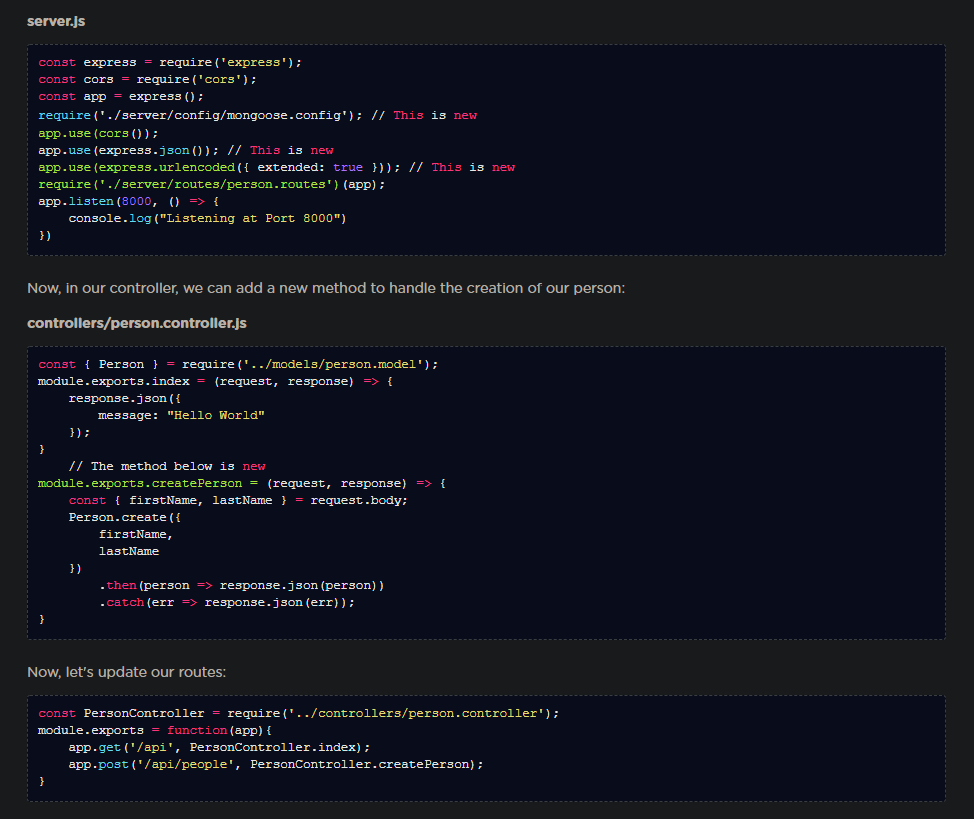 server.js
const express = require('express');
const cors = require('cors');
const app = express();
require('./server/config/mongoose.config'); // This is new
app.use(cors());
app.use(express.json()); // This is new
app.use(express.urlencoded({ extended: true })); // This is new
require('./server/routes/person.routes')(app);
app.listen(8000, () => {
    console.log("Listening at Port 8000")
})
Now, in our controller, we can add a new method to handle the creation of our person:
controllers/person.controller.js
const { Person } = require('../models/person.model');
module.exports.index = (request, response) => {
    response.json({
        message: "Hello World"
    });
}
    // The method below is new
module.exports.createPerson = (request, response) => {
    const { firstName, lastName } = request.body;
    Person.create({
        firstName,
        lastName
    })
        .then(person => response.json(person))
        .catch(err => response.json(err));
}
Now, let's update our routes:
const PersonController = require('../controllers/person.controller');
module.exports = function(app){
    app.get('/api', PersonController.index);
    app.post('/api/people', PersonController.createPerson);
}